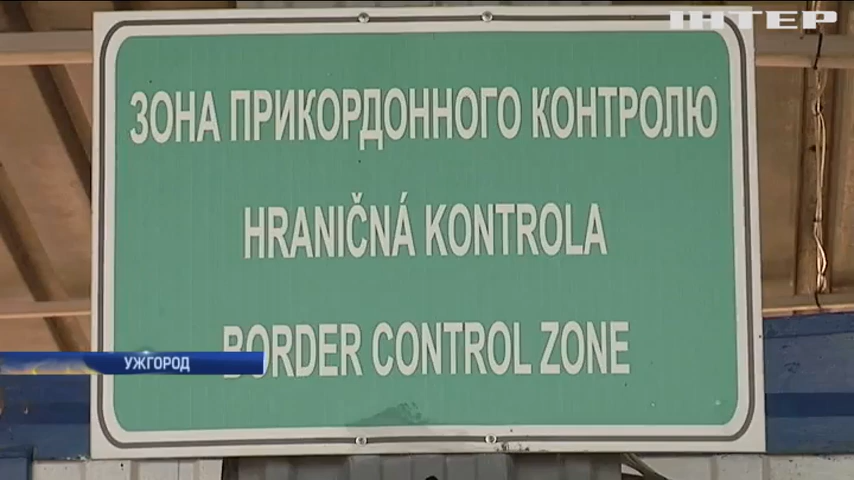 ІНТЕР
ЗОНА ПРИКОРДОННОГО КОНТРОЛЮ
HRANIČNÁ KONTROLA
BORDER CONTROL ZONE
УЖГОРОД